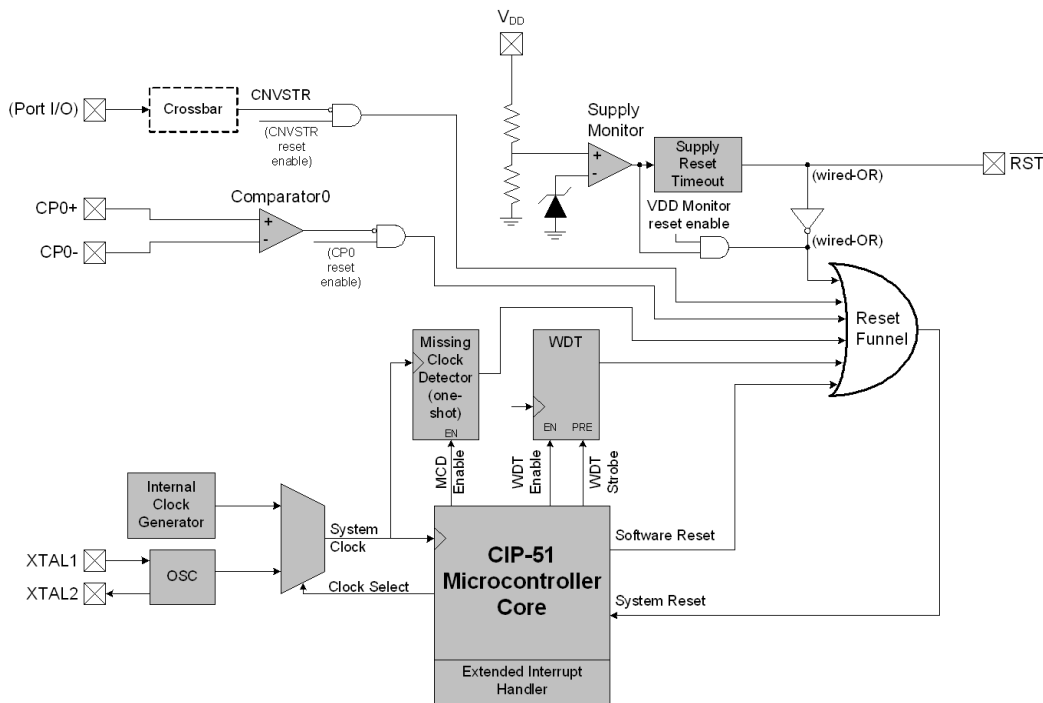 VDD
(Port I/O)
Crossbar
CNVSTR
(CNVSTR
reset
enable)
Supply
Monitor
+
-
Supply
Reset
Timeout
(wired-OR)
RST
CP0+
CP0-
Comparator0
+
-
(CP0
reset
enable)
VDD Monitor
reset enable
(wired-OR)
Reset
Funnel
Missing
Clock
Detector
(one-
shot)
EN
WDT
EN
PRE
MCD
Enable
WDT
Enable
WDT
Strobe
Internal
Clock
Generator
System
Clock
XTAL1
XTAL2
OSC
Clock Select
CIP-51
Microcontroller
Core
Software Reset
System Reset
Extended Interrupt
Handler